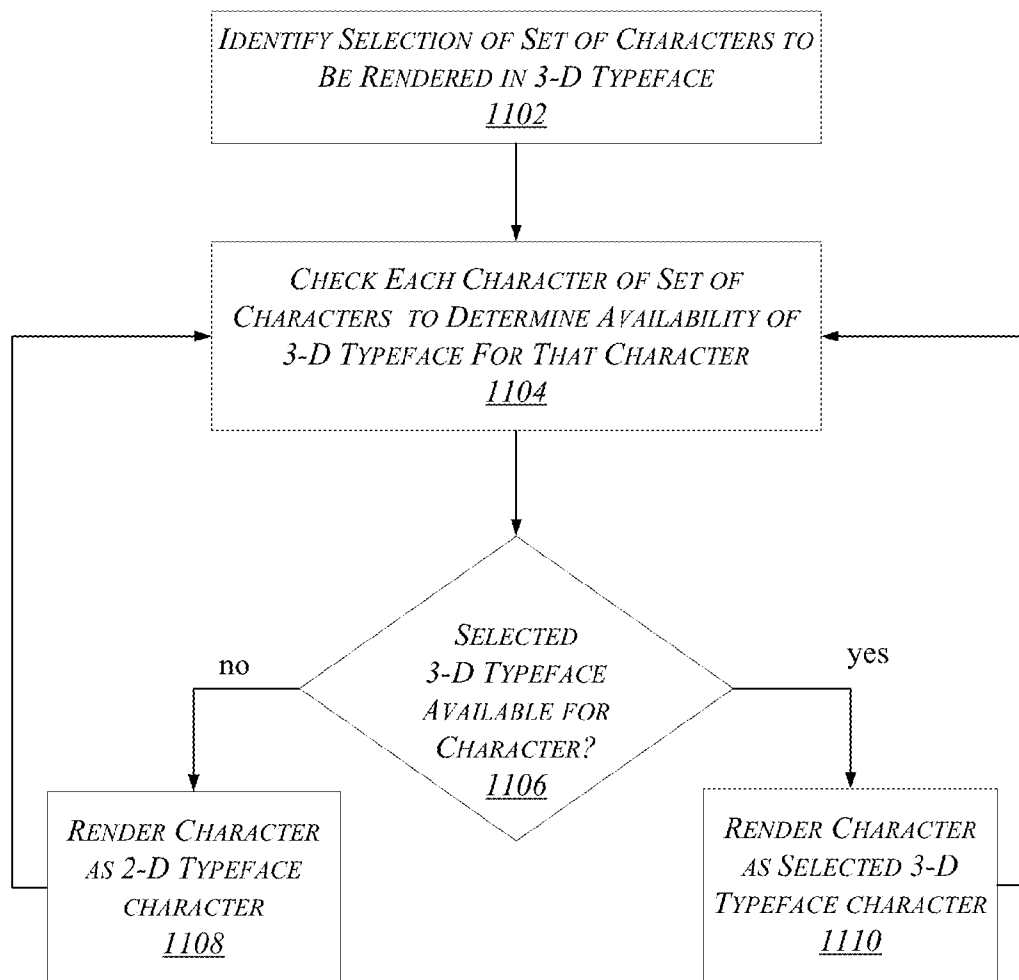 IDENTIFY SELECTION OF SET OF CHARACTERS TO
BE RENDERED IN 3-D TYPEFACE
1102
CHECK EACH CHARACTER OF SET OF
CHARACTERS TO DETERMINE AVAILABILITY OF
3-D TYPEFACE FOR THAT CHARACTER
1104
SELECTED
3-D TYPEFACE
AVAILABLE FOR
CHARACTER?
1106
no
yes
RENDER CHARACTER
AS 2-D TYPEFACE
CHARACTER
1108
RENDER CHARACTER
AS SELECTED 3-D
TYPEFACE CHARACTER
1110